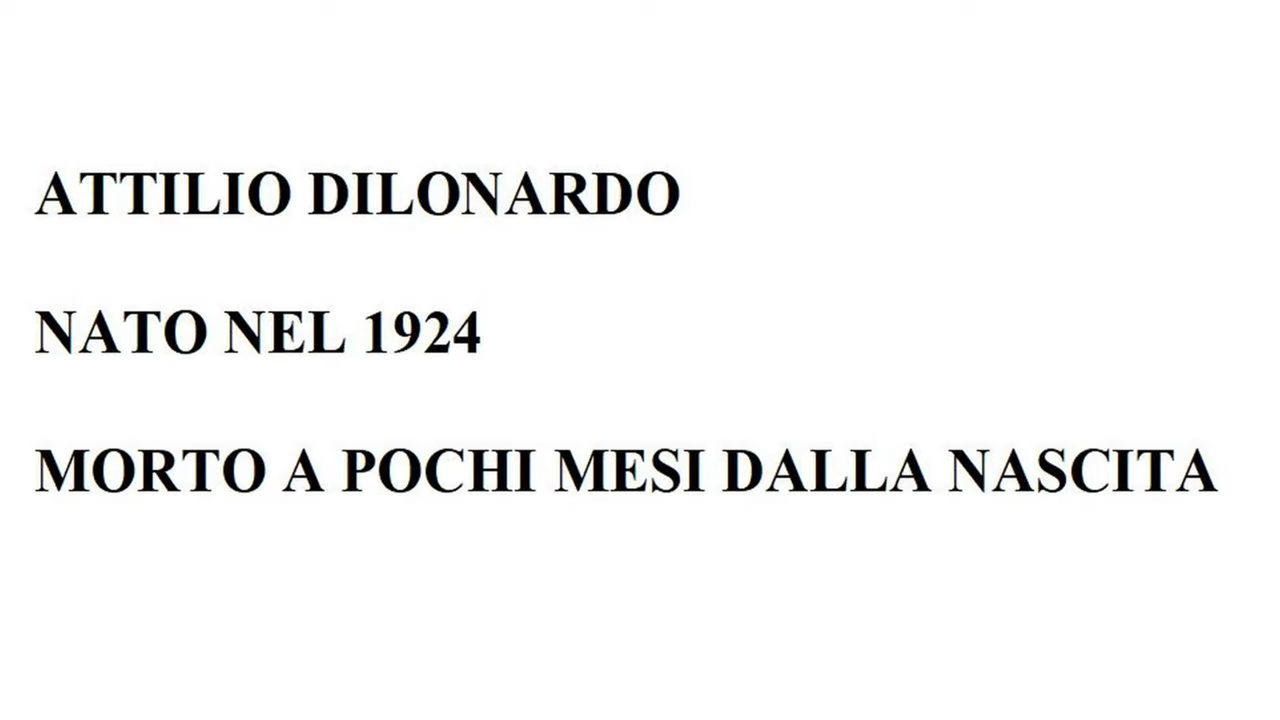 ATTILIO DILONARDO
NATO NEL 1924
MORTO A POCHI MESI DALLA NASCITA